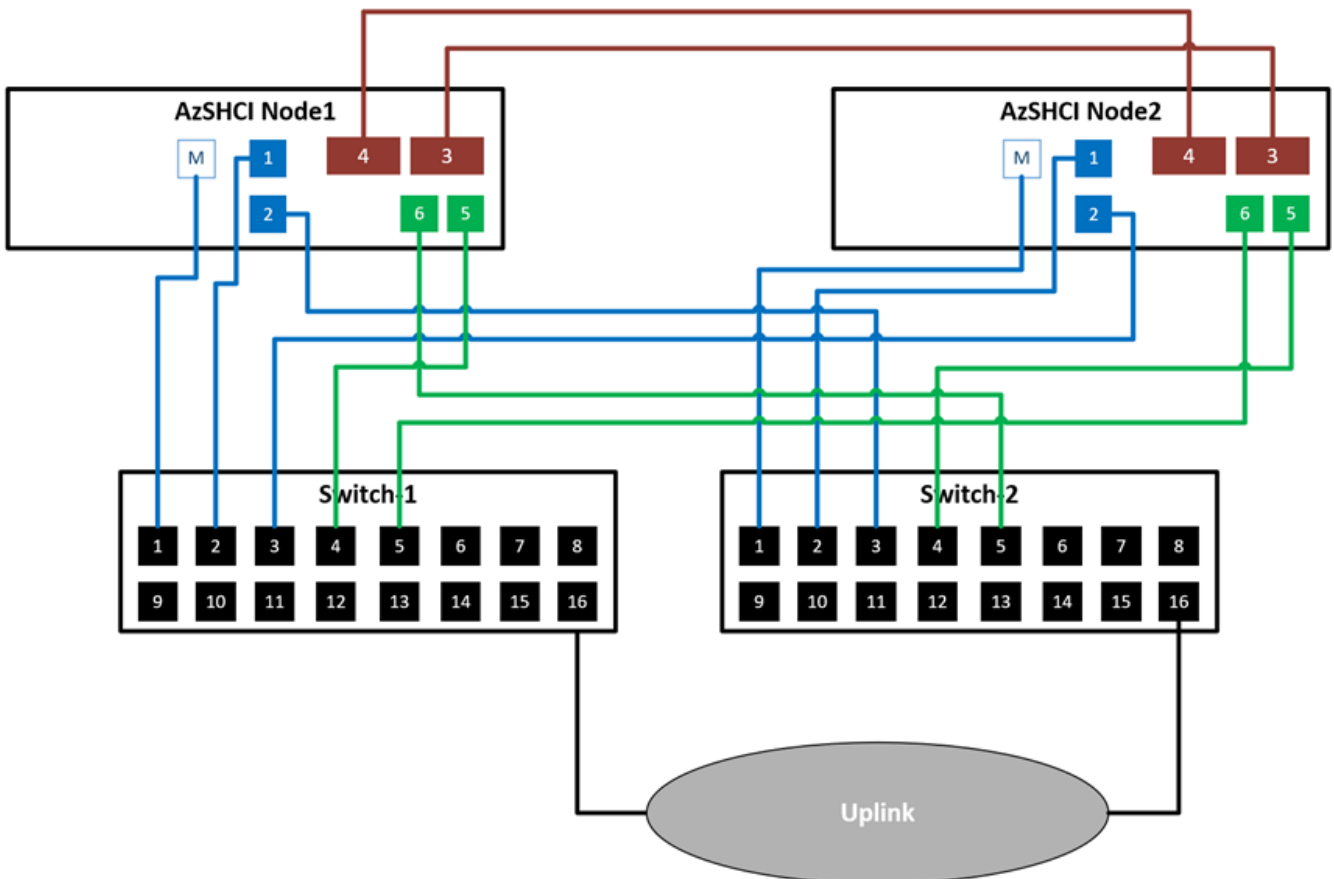 AzSHCI Node1
M 1 4 3
2 6 5
AzSHCI Node2
M 1 4 3
2 6 5
Switch-1
1 2 3 4 5 6 7 8
9 10 11 12 13 14 15 16
Switch-2
1 2 3 4 5 6 7 8
9 10 11 12 13 14 15 16
Uplink